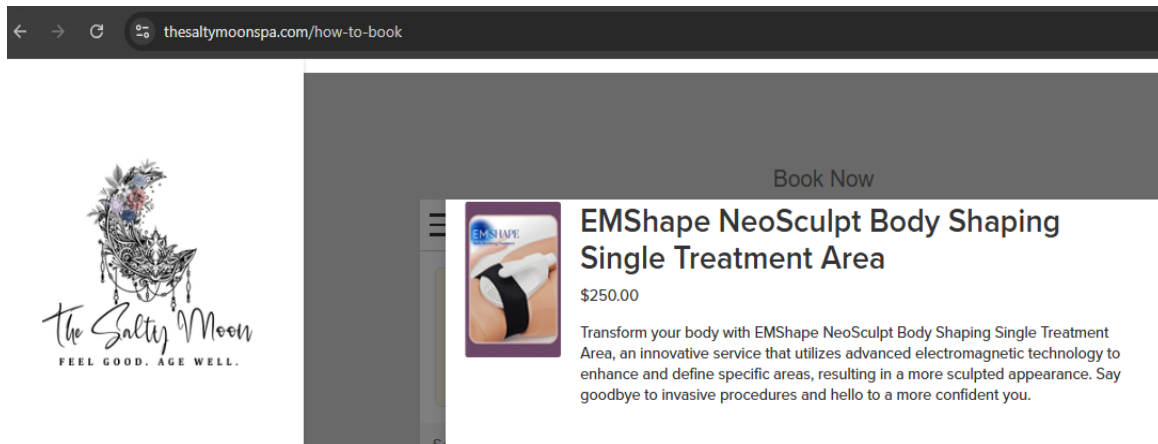 thesaltymoonspa.com/how-to-book
The Salty Moon
FEEL GOOD. AGE WELL.
Book Now
EMSHAPE
EMShape NeoSculpt Body Shaping
Single Treatment Area
$250.00
Transform your body with EMShape NeoSculpt Body Shaping Single Treatment
Area, an innovative service that utilizes advanced electromagnetic technology to
enhance and define specific areas, resulting in a more sculpted appearance. Say
goodbye to invasive procedures and hello to a more confident you.